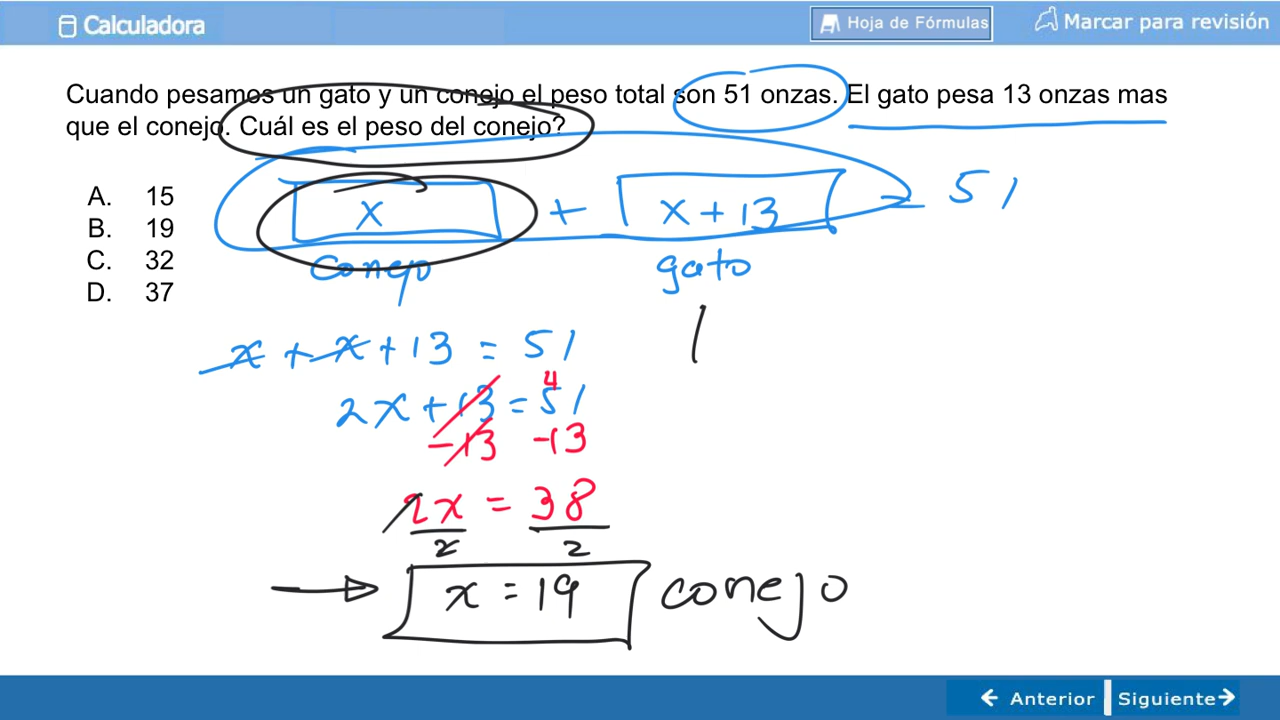 Calculadora
Hoja de Fórmulas
Marcar para revisión
Cuando pesamos un gato y un conejo el peso total son 51 onzas. El gato pesa 13 onzas mas
que el conejo. Cuál es el peso del conejo?
A. 15
B. 19
C. 32
D. 37
x + x + 13 = 51
conejo gato
x + x + 13 = 51
4
2x + 13 = 51
-13 -13
2x = 38
2 2
x = 19 conejo
Anterior
Siguiente